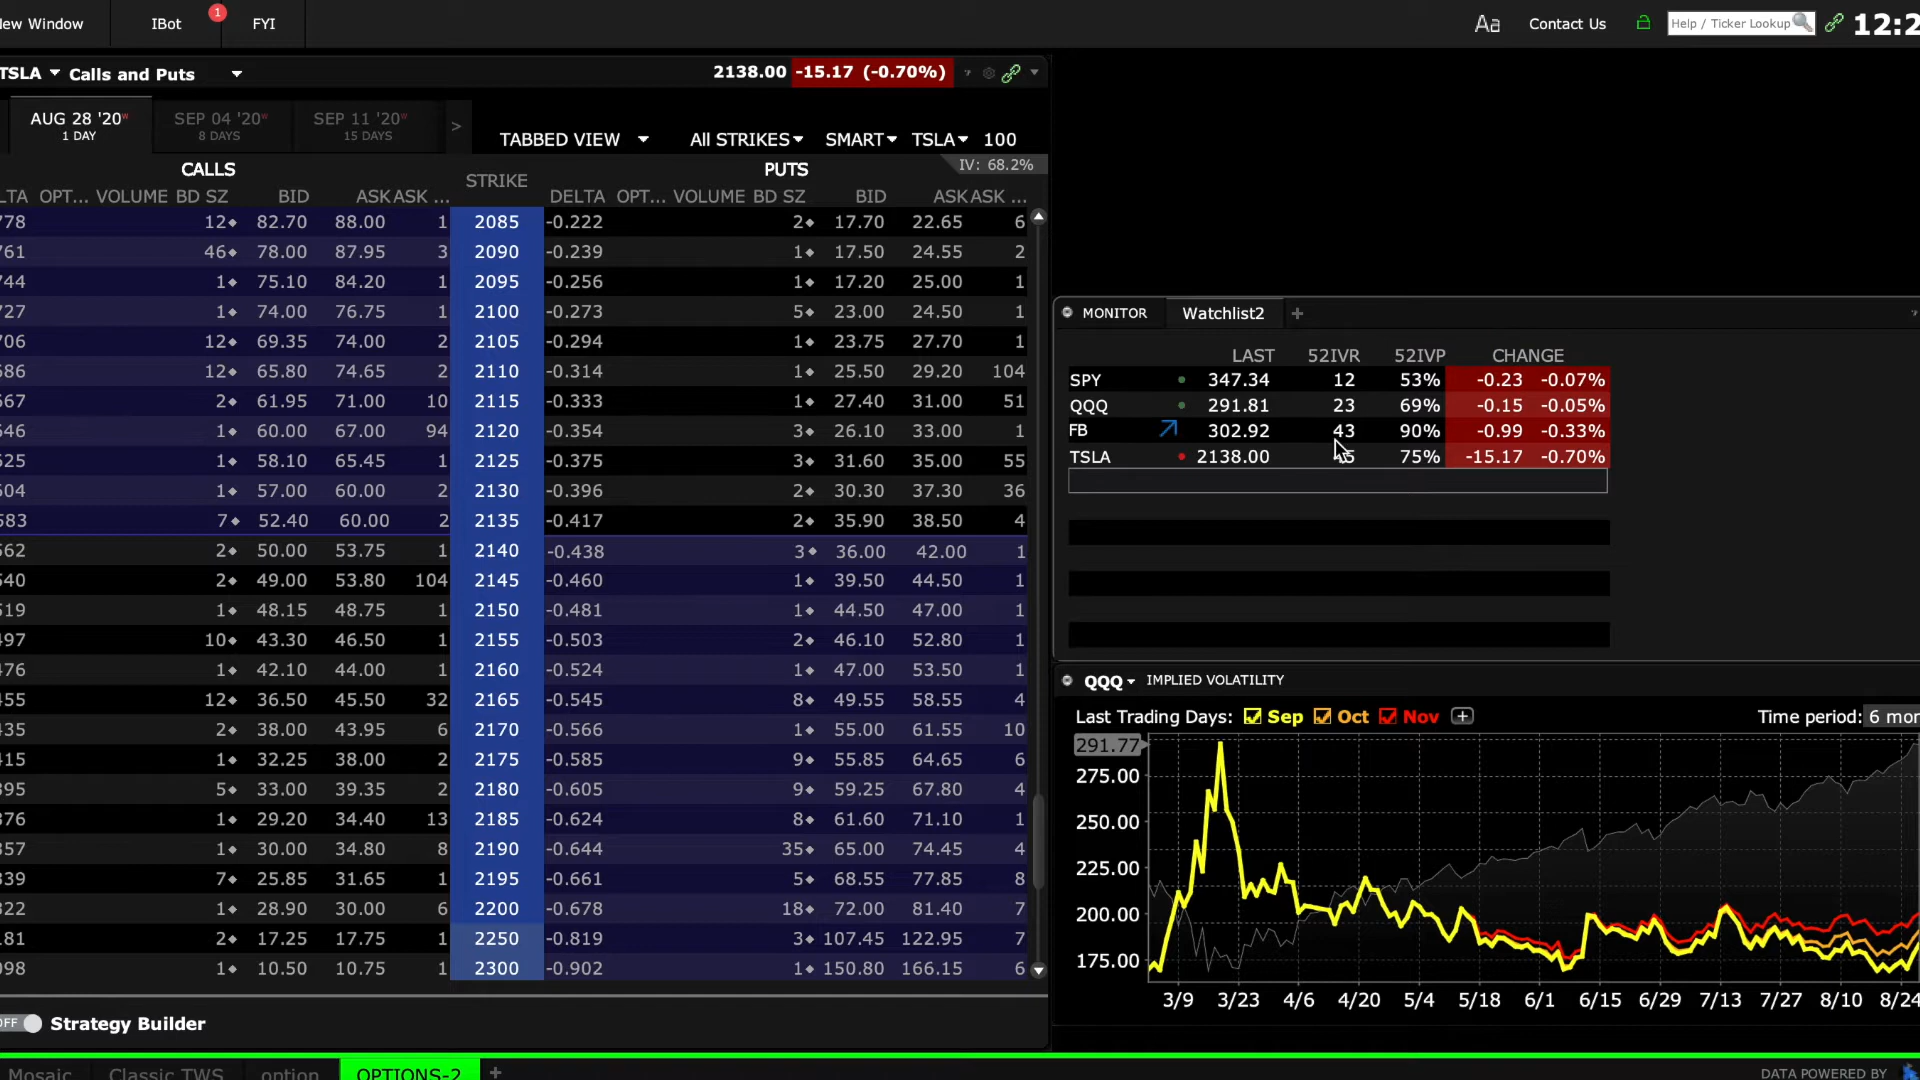 New Window IBot 1 FYI Aa Contact Us Help / Ticker Lookup 12:2
TSLA Calls and Puts 2138.00 -15.17 (-0.70%)
AUG 28 '20W SEP 04 '20W SEP 11 '20W >
1 DAY 8 DAYS 15 DAYS
TABBED VIEW All STRIKES SMART TSLA 100
IV: 68.2%
CALLS STRIKE PUTS
LTA OPT... VOLUME BD SZ BID ASK ASK ... DELTA OPT... VOLUME BD SZ BID ASK ASK ...
778 12 82.70 88.00 1 2085 -0.222 2 17.70 22.65 6
761 46 78.00 87.95 3 2090 -0.239 1 17.50 24.55 2
744 1 75.10 84.20 1 2095 -0.256 1 17.20 25.00 1
727 1 74.00 76.75 1 2100 -0.273 5 23.00 24.50 1
706 12 69.35 74.00 2 2105 -0.294 1 23.75 27.70 1
686 12 65.80 74.65 2 2110 -0.314 1 25.50 29.20 104
667 2 61.95 71.00 10 2115 -0.333 1 27.40 31.00 51
646 1 60.00 67.00 94 2120 -0.354 3 26.10 33.00 1
625 1 58.10 65.45 1 2125 -0.375 3 31.60 35.00 55
604 1 57.00 60.00 2 2130 -0.396 2 30.30 37.30 36
583 7 52.40 60.00 2 2135 -0.417 2 35.90 38.50 4
562 2 50.00 53.75 1 2140 -0.438 3 36.00 42.00 1
540 2 49.00 53.80 104 2145 -0.460 1 39.50 44.50 1
519 1 48.15 48.75 1 2150 -0.481 1 44.50 47.00 1
497 10 43.30 46.50 1 2155 -0.503 2 46.10 52.80 1
476 1 42.10 44.00 1 2160 -0.524 1 47.00 53.50 1
455 12 36.50 45.50 32 2165 -0.545 8 49.55 58.55 4
435 2 38.00 43.95 6 2170 -0.566 1 55.00 61.55 10
415 1 32.25 38.00 2 2175 -0.585 9 55.85 64.65 6
395 5 33.00 39.35 2 2180 -0.605 9 59.25 67.80 4
376 1 29.20 34.40 13 2185 -0.624 8 61.60 71.10 1
357 1 30.00 34.80 8 2190 -0.644 35 65.00 74.45 4
339 7 25.85 31.65 1 2195 -0.661 5 68.55 77.85 8
322 1 28.90 30.00 6 2200 -0.678 18 72.00 81.40 7
181 2 17.25 17.75 1 2250 -0.819 3 107.45 122.95 7
098 1 10.50 10.75 1 2300 -0.902 1 150.80 166.15 6
OFF Strategy Builder
MONITOR Watchlist2 +
LAST 52IVR 52IVP CHANGE
SPY 347.34 12 53% -0.23 -0.07%
QQQ 291.81 23 69% -0.15 -0.05%
FB 302.92 43 90% -0.99 -0.33%
TSLA 2138.00 75% -15.17 -0.70%
QQQ IMPLIED VOLATILITY
Last Trading Days: Sep Oct Nov + Time period: 6 mon
291.77
275.00
250.00
225.00
200.00
175.00
3/9 3/23 4/6 4/20 5/4 5/18 6/1 6/15 6/29 7/13 7/27 8/10 8/24
Mosaic Classic TWS option OPTIONS-2 + DATA POWERED BY